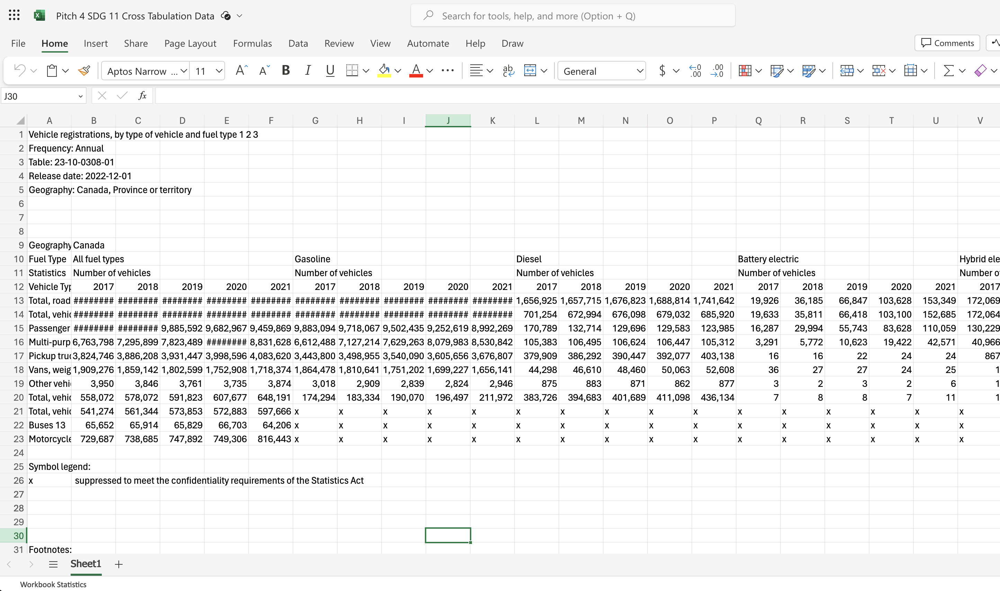 Pitch 4 SDG 11 Cross Tabulation Data
Search for tools, help, and more (Option + Q)
File Home Insert Share Page Layout Formulas Data Review View Automate Help Draw Comments
Aptos Narrow ... 11 A A B I U A ab c General $ .0 .00 .00 .0
J30 fx
A B C D E F G H I J K L M N O P Q R S T U V
1 Vehicle registrations, by type of vehicle and fuel type 1 2 3
2 Frequency: Annual
3 Table: 23-10-0308-01
4 Release date: 2022-12-01
5 Geography: Canada, Province or territory
6
7
8
9 Geography Canada
10 Fuel Type All fuel types Gasoline Diesel Battery electric Hybrid ele
11 Statistics Number of vehicles Number of vehicles Number of vehicles Number of vehicles Number o
12 Vehicle Typ 2017 2018 2019 2020 2021 2017 2018 2019 2020 2021 2017 2018 2019 2020 2021 2017 2018 2019 2020 2021 2017
13 Total, road ######## ######## ######## ######## ######## ######## ######## ######## ######## ######## 1,656,925 1,657,715 1,676,823 1,688,814 1,741,642 19,926 36,185 66,847 103,628 153,349 172,069
14 Total, vehic ######## ######## ######## ######## ######## ######## ######## ######## ######## ######## 701,254 672,994 676,098 679,032 685,920 19,633 35,811 66,418 103,100 152,685 172,064
15 Passenger ######## ######## 9,885,592 9,682,967 9,459,869 9,883,094 9,718,067 9,502,435 9,252,619 8,992,269 170,789 132,714 129,696 129,583 123,985 16,287 29,994 55,743 83,628 110,059 130,229
16 Multi-purp 6,763,798 7,295,899 7,823,489 ######## 8,831,628 6,612,488 7,127,214 7,629,263 8,079,983 8,530,842 105,383 106,495 106,624 106,447 105,312 3,291 5,772 10,623 19,422 42,571 40,966
17 Pickup truc 3,824,746 3,886,208 3,931,447 3,998,596 4,083,620 3,443,800 3,498,955 3,540,090 3,605,656 3,676,807 379,909 386,292 390,447 392,077 403,138 16 16 22 24 24 867
18 Vans, weig 1,909,276 1,859,142 1,802,599 1,752,908 1,718,374 1,864,478 1,810,641 1,751,202 1,699,227 1,656,141 44,298 46,610 48,460 50,063 52,608 36 27 27 24 25 1
19 Other vehi 3,950 3,846 3,761 3,735 3,874 3,018 2,909 2,839 2,824 2,946 875 883 871 862 877 3 2 3 2 6 1
20 Total, vehic 558,072 578,072 591,823 607,677 648,191 174,294 183,334 190,070 196,497 211,972 383,726 394,683 401,689 411,098 436,134 7 8 8 7 11 1
21 Total, vehic 541,274 561,344 573,853 572,883 597,666 x x x x x x x x x x x x x x x x
22 Buses 13 65,652 65,914 65,829 66,703 64,206 x x x x x x x x x x x x x x x x
23 Motorcycle 729,687 738,685 747,892 749,306 816,443 x x x x x x x x x x x x x x x x
24
25 Symbol legend:
26 x suppressed to meet the confidentiality requirements of the Statistics Act
27
28
29
30
31 Footnotes:
Sheet1
Workbook Statistics